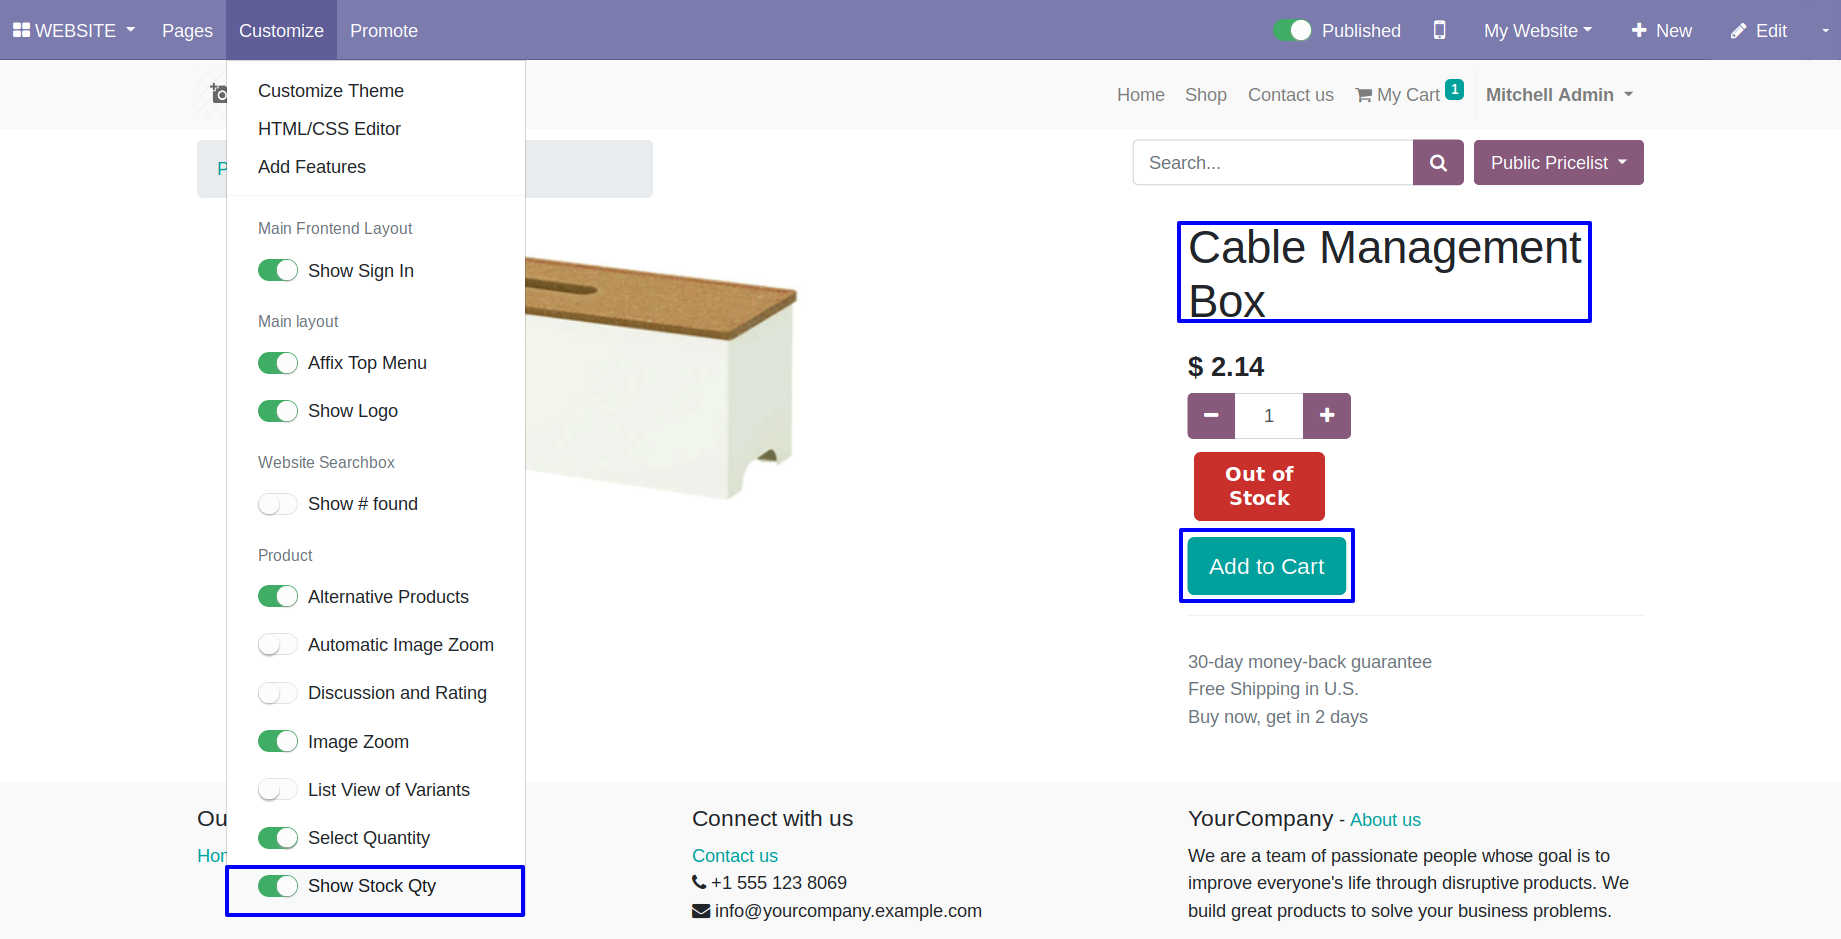 WEBSITE Pages Customize Promote Published My Website New Edit
Customize Theme
HTML/CSS Editor
Add Features
Main Frontend Layout
Show Sign In
Main layout
Affix Top Menu
Show Logo
Website Searchbox
Show # found
Product
Alternative Products
Automatic Image Zoom
Discussion and Rating
Image Zoom
List View of Variants
Select Quantity
Show Stock Qty
Home Shop Contact us My Cart 1 Mitchell Admin
P
Search... Public Pricelist
Cable Management
Box
$ 2.14
1
Out of
Stock
Add to Cart
30-day money-back guarantee
Free Shipping in U.S.
Buy now, get in 2 days
Ou
Hor
Connect with us
Contact us
+1 555 123 8069
info@yourcompany.example.com
YourCompany - About us
We are a team of passionate people whose goal is to
improve everyone's life through disruptive products. We
build great products to solve your business problems.